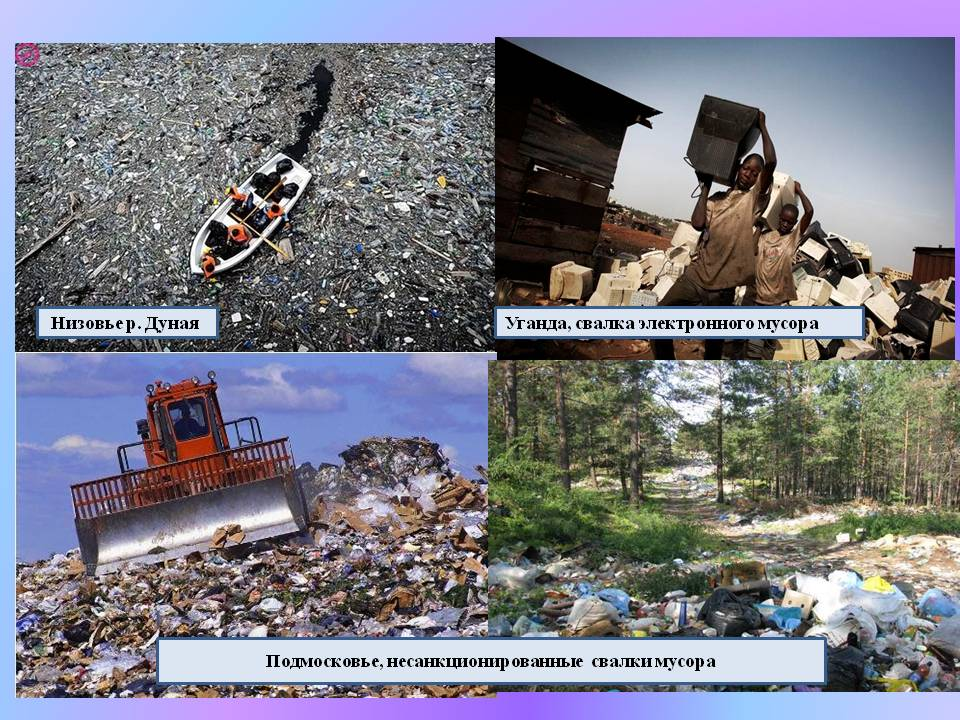 Низовье р. Дуная
Уганда, свалка электронного мусора
Подмосковье, несанкционированные свалки мусора